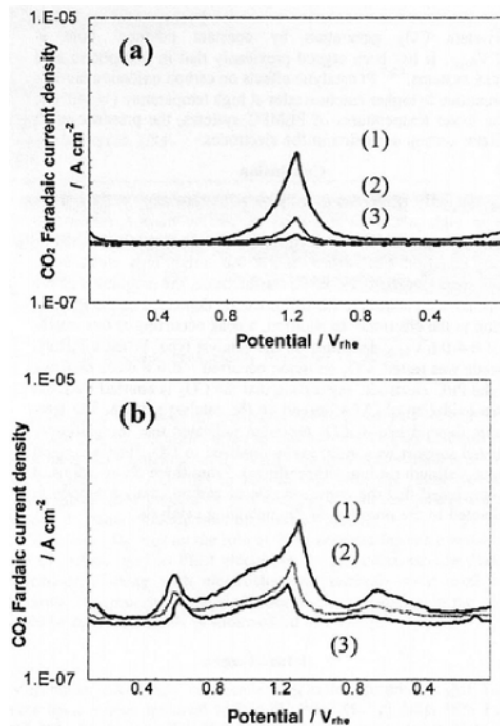 (a)
1.E-05
(1)
(2)
(3)
CO₂ Faradaic current density
/ A cm⁻²
1.E-07
0.4 0.8 1.2 0.8 0.4
Potential / Vrhe
(b)
1.E-05
(1)
(2)
(3)
CO₂ Fardaic current density
/ A cm⁻²
1.E-07
0.4 0.8 1.2 0.8 0.4
Potential / Vrhe